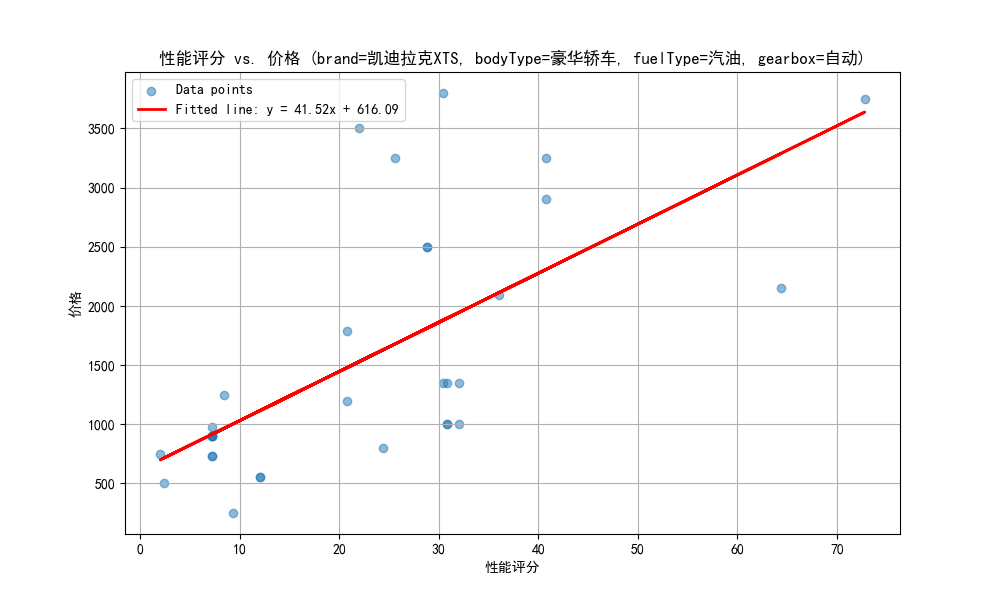 性能评分 vs. 价格 (brand=凯迪拉克XTS, bodyType=豪华轿车, fuelType=汽油, gearbox=自动)
Data points
Fitted line: y = 41.52x + 616.09
价格
3500
3000
2500
2000
1500
1000
500
0 10 20 30 40 50 60 70
性能评分